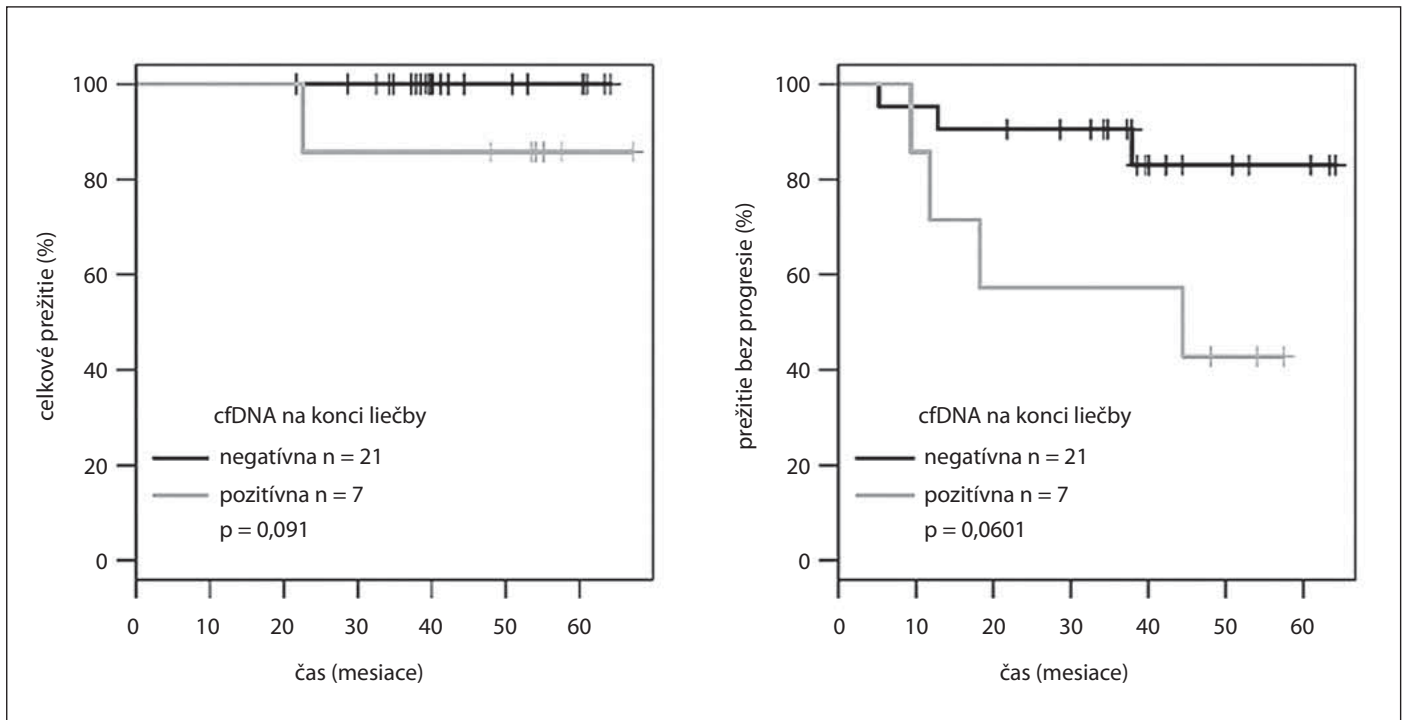 celkové prežitie (%)
100
80
60
40
20
0
cfDNA na konci liečby
negatívna n = 21
pozitívna n = 7
p = 0,091
0 10 20 30 40 50 60
čas (mesiace)
prežitie bez progresie (%)
100
80
60
40
20
0
cfDNA na konci liečby
negatívna n = 21
pozitívna n = 7
p = 0,0601
0 10 20 30 40 50 60
čas (mesiace)